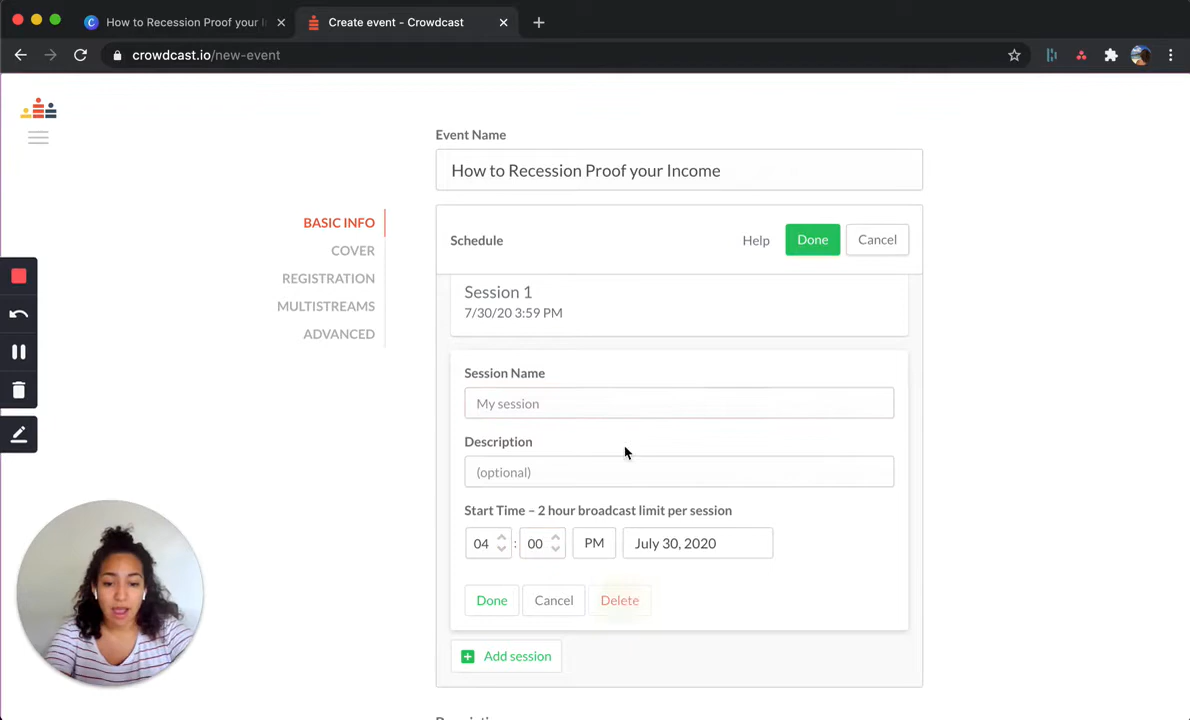 How to Recession Proof your I
Create event - Crowdcast
crowdcast.io/new-event
Event Name
How to Recession Proof your Income
BASIC INFO
COVER
REGISTRATION
MULTISTREAMS
ADVANCED
Schedule
Help
Done
Cancel
Session 1
7/30/20 3:59 PM
Session Name
My session
Description
(optional)
Start Time – 2 hour broadcast limit per session
04 : 00 PM July 30, 2020
Done
Cancel
Delete
Add session